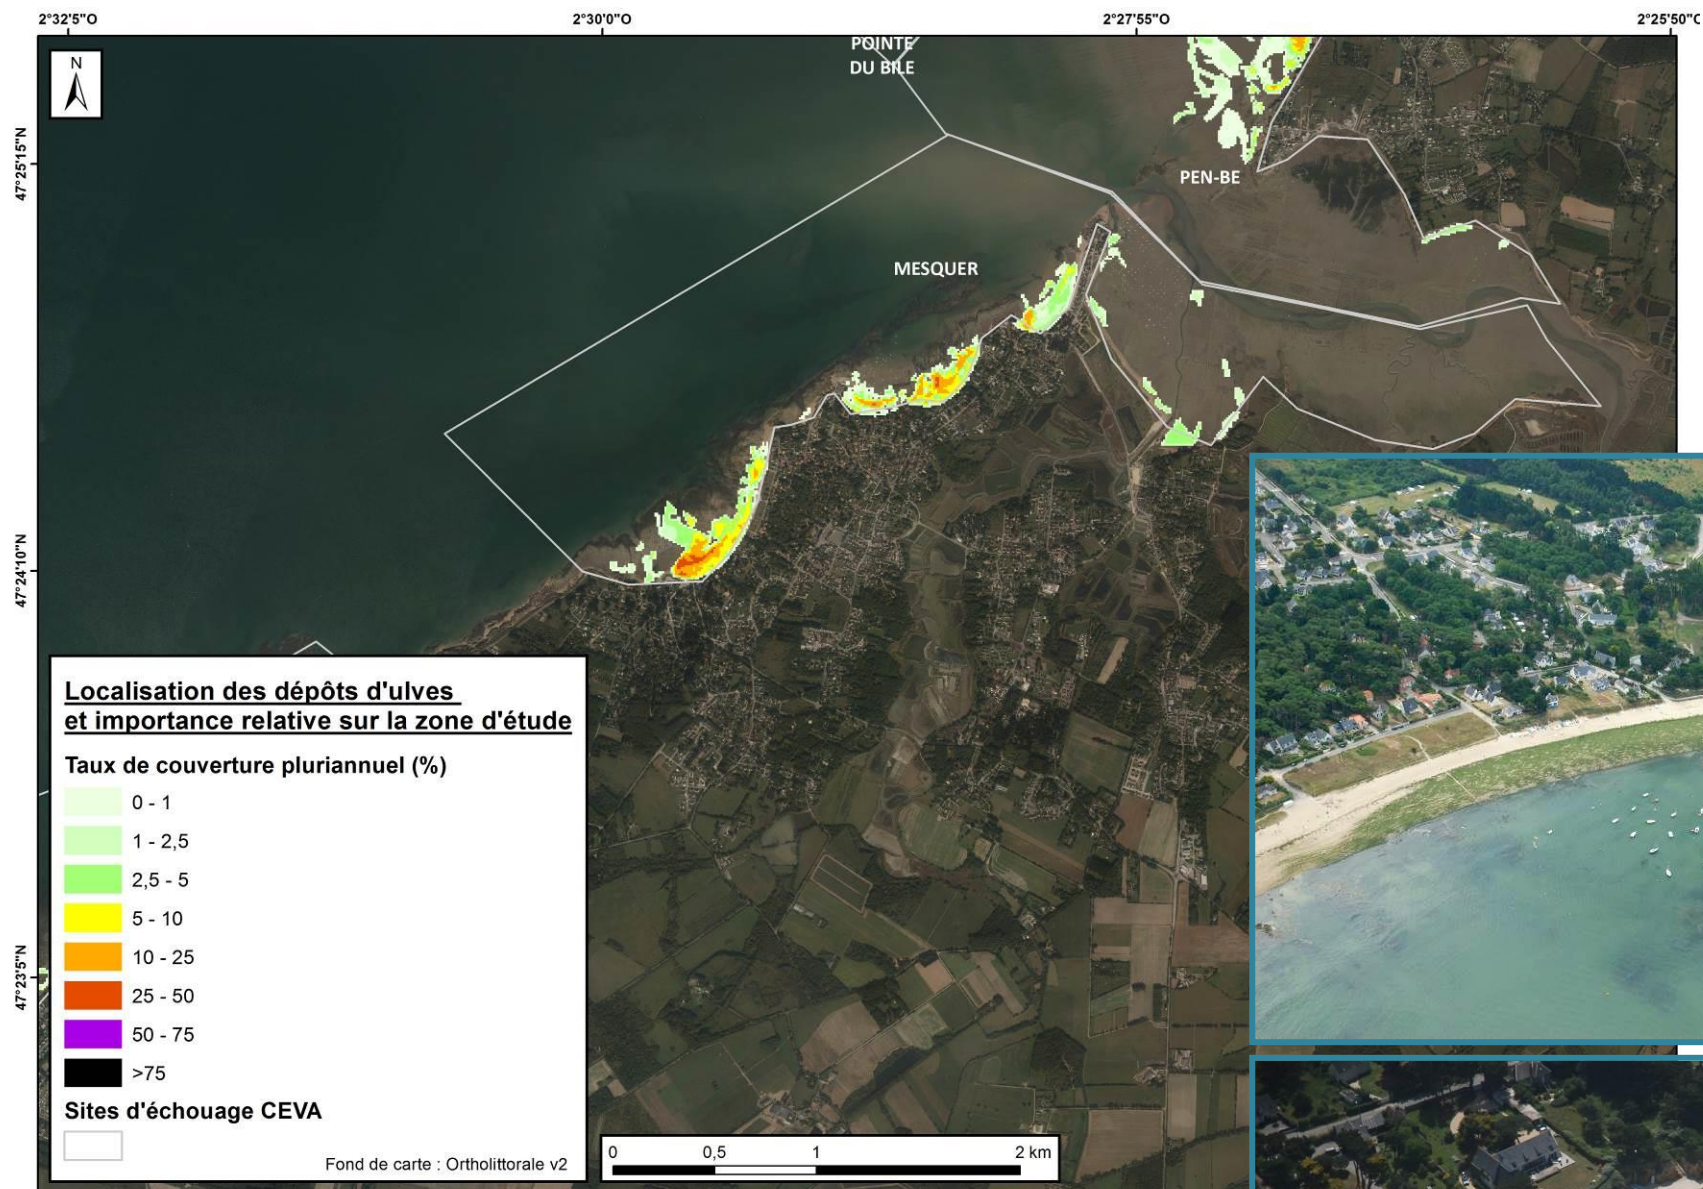 2°32'5"O
2°30'0"O
2°27'55"O
2°25'50"O
N
POINTE
DU BILE
47°25'15"N
PEN-BE
MESQUER
47°24'10"N
47°23'5"N
Localisation des dépôts d'ulves
et importance relative sur la zone d'étude
Taux de couverture pluriannuel (%)
0 - 1
1 - 2,5
2,5 - 5
5 - 10
10 - 25
25 - 50
50 - 75
>75
Sites d'échouage CEVA
Fond de carte : Ortholittorale v2
0 0,5 1 2 km